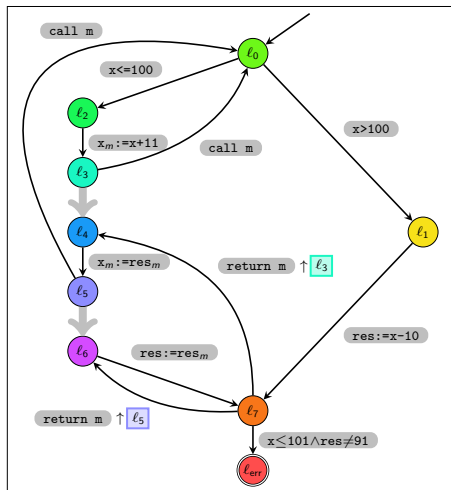 call m
ℓ0
x<=100
x>100
ℓ2
xm:=x+11
call m
ℓ3
ℓ4
ℓ1
return m ↑ ℓ3
xm:=resm
ℓ5
res:=x-10
ℓ6
res:=resm
return m ↑ ℓ5
ℓ7
x≤101∧res≠91
ℓerr